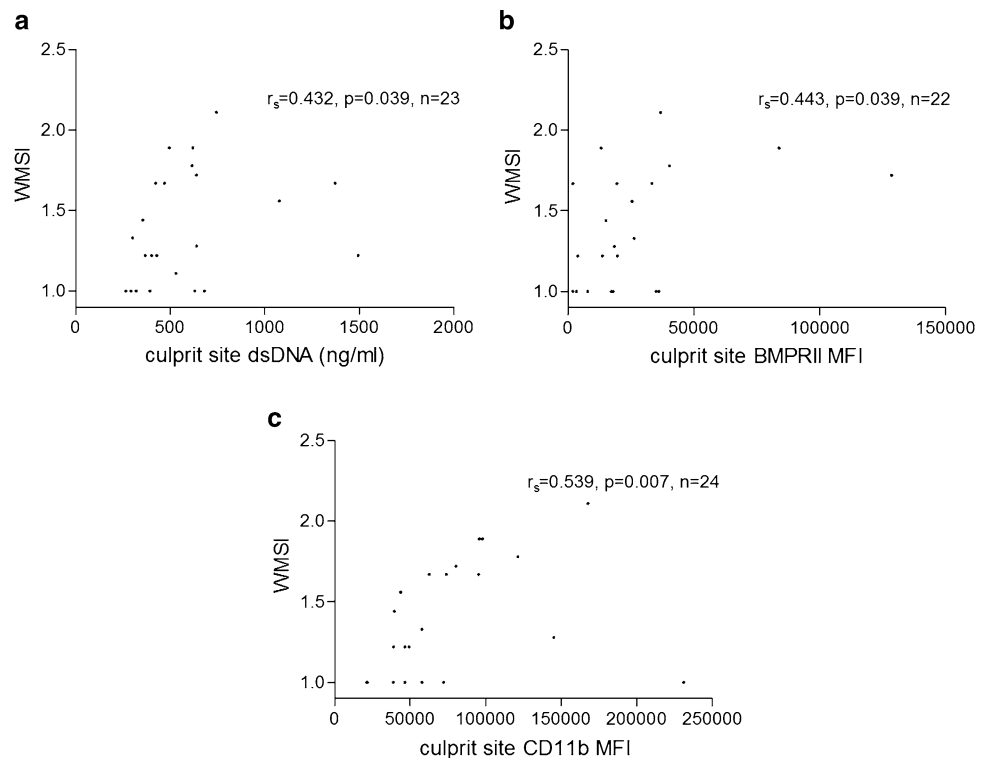 a
2.5
2.0
1.5
1.0
WMSI
rs=0.432, p=0.039, n=23
0 500 1000 1500 2000
culprit site dsDNA (ng/ml)
b
2.5
2.0
1.5
1.0
WMSI
rs=0.443, p=0.039, n=22
0 50000 100000 150000
culprit site BMPRII MFI
c
2.5
2.0
1.5
1.0
WMSI
rs=0.539, p=0.007, n=24
0 50000 100000 150000 200000 250000
culprit site CD11b MFI